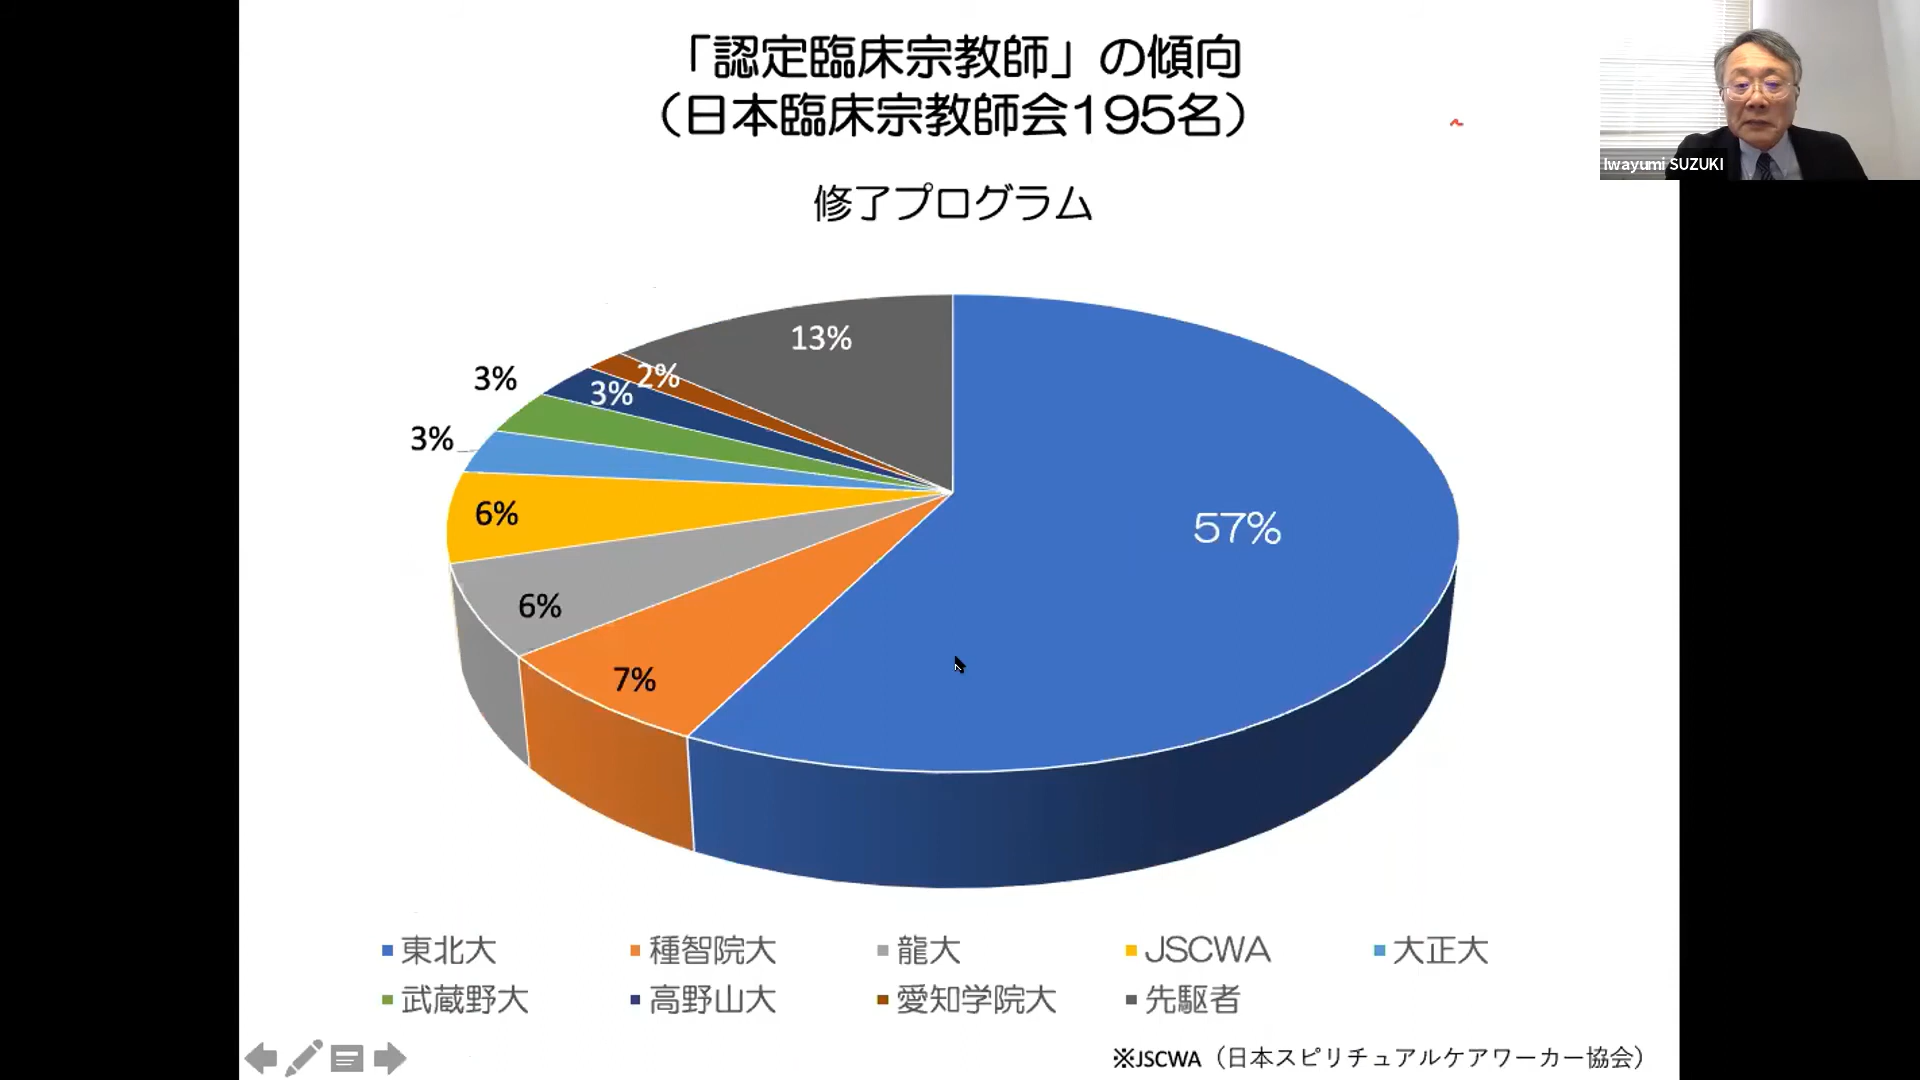 「認定臨床宗教師」の傾向
（日本臨床宗教師会195名）
Iwayumi SUZUKI
修了プログラム
13%
2%
3%
3%
3%
6%
57%
6%
7%
東北大 種智院大 龍大 JSCWA 大正大
武蔵野大 高野山大 愛知学院大 先駆者
※JSCWA（日本スピリチュアルケアワーカー協会）